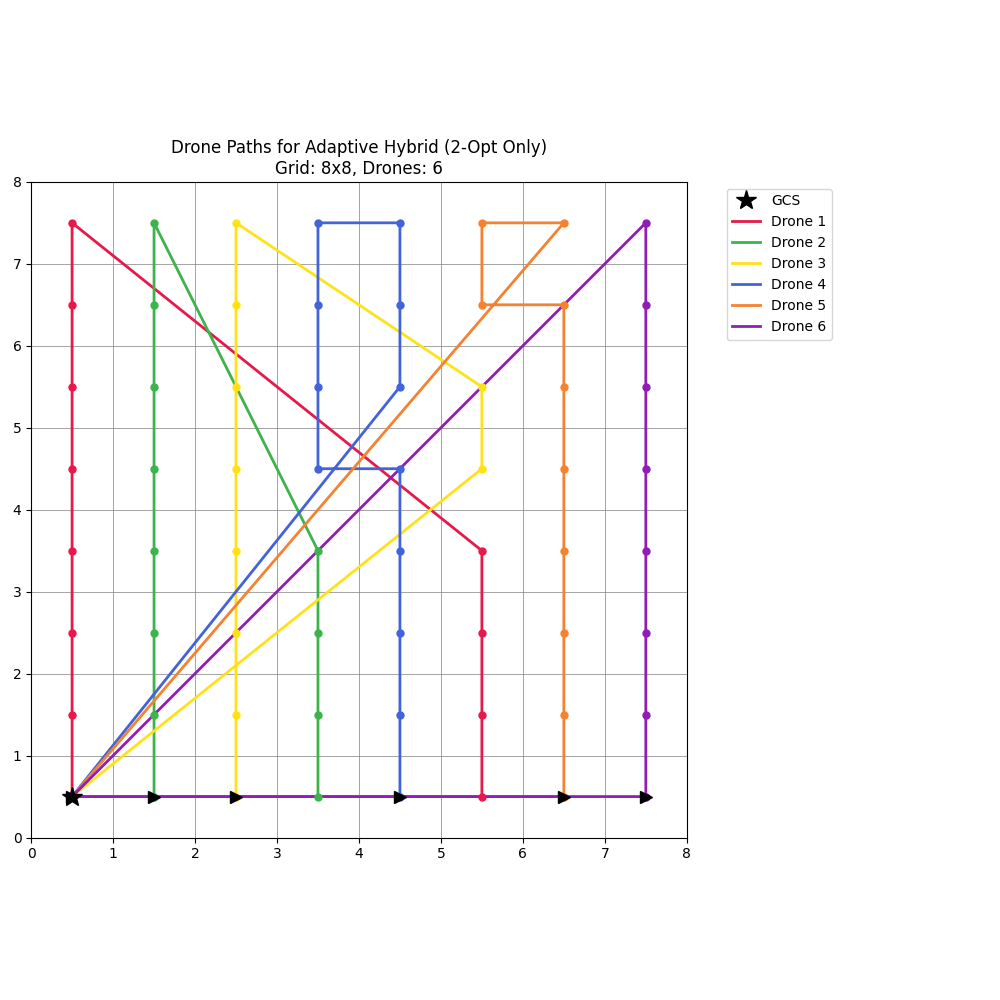 Drone Paths for Adaptive Hybrid (2-Opt Only)
Grid: 8x8, Drones: 6
8
7
6
5
4
3
2
1
0
0 1 2 3 4 5 6 7 8
GCS
Drone 1
Drone 2
Drone 3
Drone 4
Drone 5
Drone 6